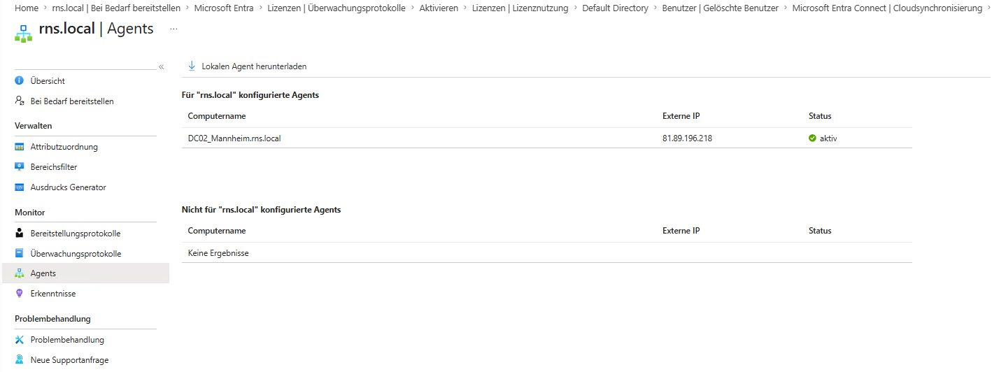 Home > rns.local | Bei Bedarf bereitstellen > Microsoft Entra > Lizenzen | Überwachungsprotokolle > Aktivieren > Lizenzen | Lizenznutzung > Default Directory > Benutzer | Gelöschte Benutzer > Microsoft Entra Connect | Cloudsynchronisierung >
rns.local | Agents ...
«
Lokalen Agent herunterladen
Übersicht
Bei Bedarf bereitstellen
Verwalten
Attributzuordnung
Bereichsfilter
Ausdrucks Generator
Monitor
Bereitstellungsprotokolle
Überwachungsprotokolle
Agents
Erkenntnisse
Problembehandlung
Problembehandlung
Neue Supportanfrage
Für "rns.local" konfigurierte Agents
Computername Externe IP Status
DC02_Mannheim.rns.local 81.89.196.218 aktiv
Nicht für "rns.local" konfigurierte Agents
Computername Externe IP Status
Keine Ergebnisse